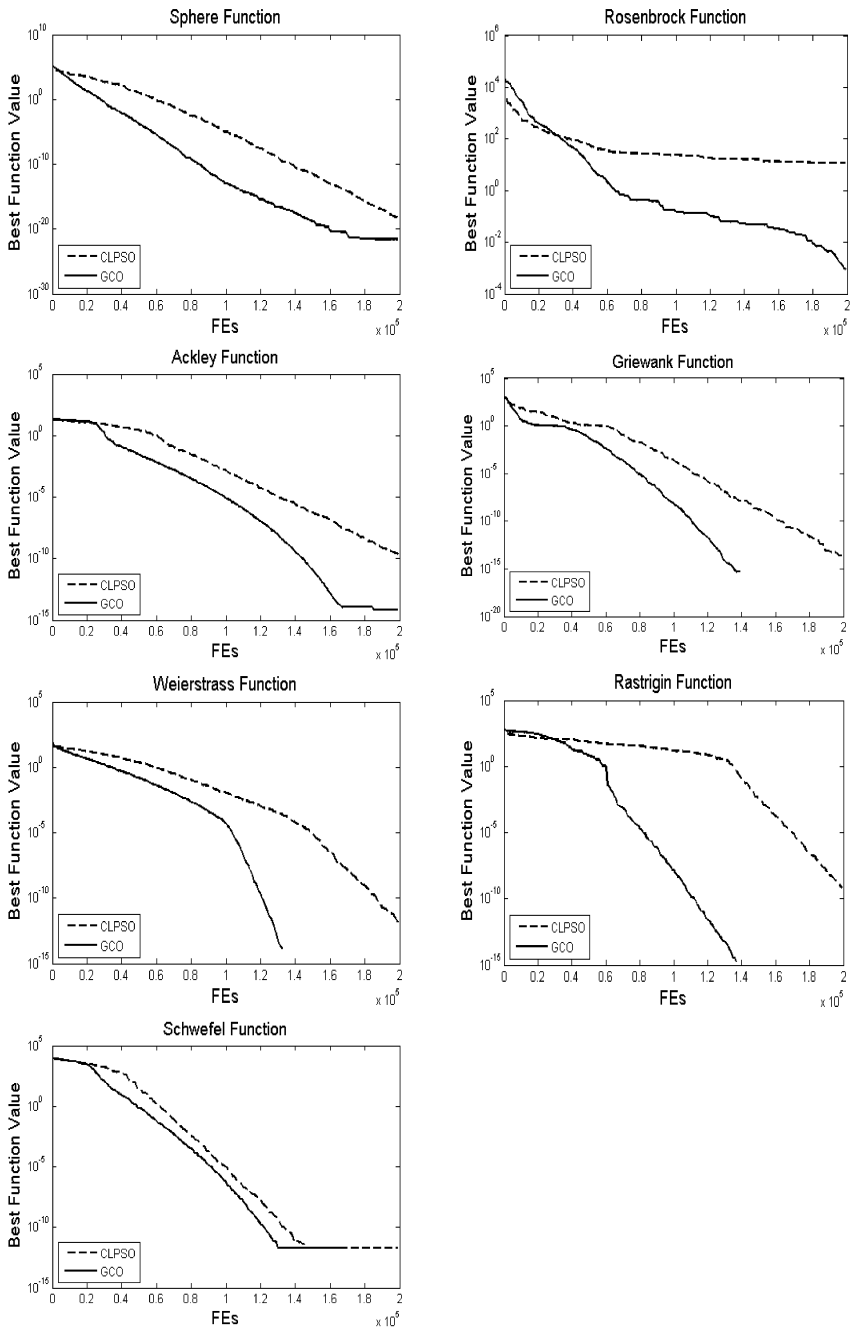 Sphere Function
Best Function Value
10^10
10^0
10^-10
10^-20
10^-30
CLPSO
GCO
0 0.2 0.4 0.6 0.8 1 1.2 1.4 1.6 1.8 2
FEs
x 10^5
Rosenbrock Function
Best Function Value
10^6
10^4
10^2
10^0
10^-2
10^-4
CLPSO
GCO
0 0.2 0.4 0.6 0.8 1 1.2 1.4 1.6 1.8 2
FEs
x 10^5
Ackley Function
Best Function Value
10^5
10^0
10^-5
10^-10
10^-15
CLPSO
GCO
0 0.2 0.4 0.6 0.8 1 1.2 1.4 1.6 1.8 2
FEs
x 10^5
Griewank Function
Best Function Value
10^5
10^0
10^-5
10^-10
10^-15
10^-20
CLPSO
GCO
0 0.2 0.4 0.6 0.8 1 1.2 1.4 1.6 1.8 2
FEs
x 10^5
Weierstrass Function
Best Function Value
10^5
10^0
10^-5
10^-10
10^-15
CLPSO
GCO
0 0.2 0.4 0.6 0.8 1 1.2 1.4 1.6 1.8 2
FEs
x 10^5
Rastrigin Function
Best Function Value
10^5
10^0
10^-5
10^-10
10^-15
CLPSO
GCO
0 0.2 0.4 0.6 0.8 1 1.2 1.4 1.6 1.8 2
FEs
x 10^5
Schwefel Function
Best Function Value
10^5
10^0
10^-5
10^-10
10^-15
CLPSO
GCO
0 0.2 0.4 0.6 0.8 1 1.2 1.4 1.6 1.8 2
FEs
x 10^5